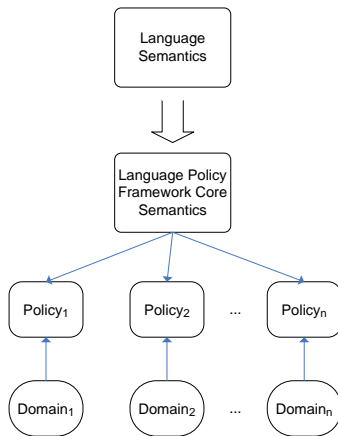 Language
Semantics
Language Policy
Framework Core
Semantics
Policy₁ Policy₂ ... Policyₙ
Domain₁ Domain₂ ... Domainₙ